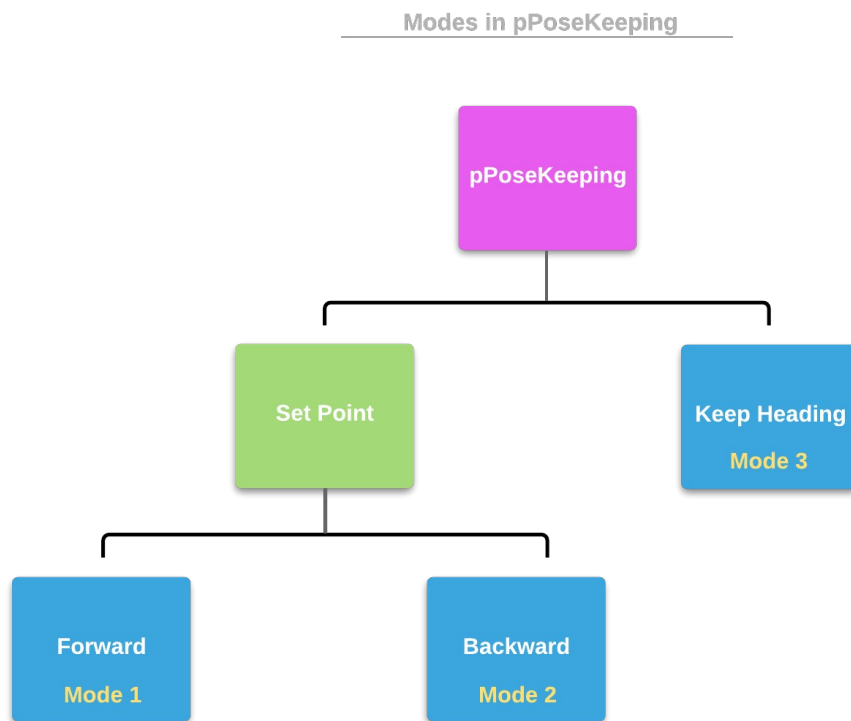 Modes in pPoseKeeping
pPoseKeeping
Set Point
Keep Heading
Mode 3
Forward
Mode 1
Backward
Mode 2